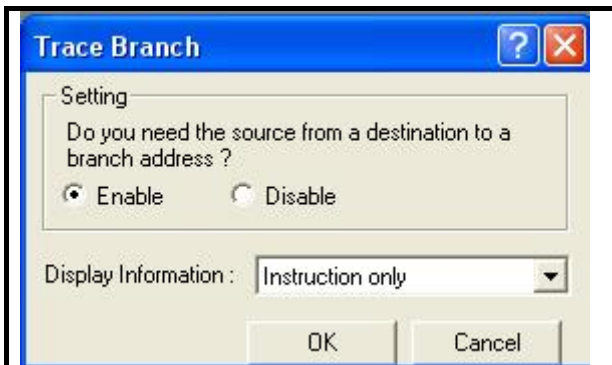 Trace Branch
Setting
Do you need the source from a destination to a
branch address ?
Enable Disable
Display Information : Instruction only
OK Cancel